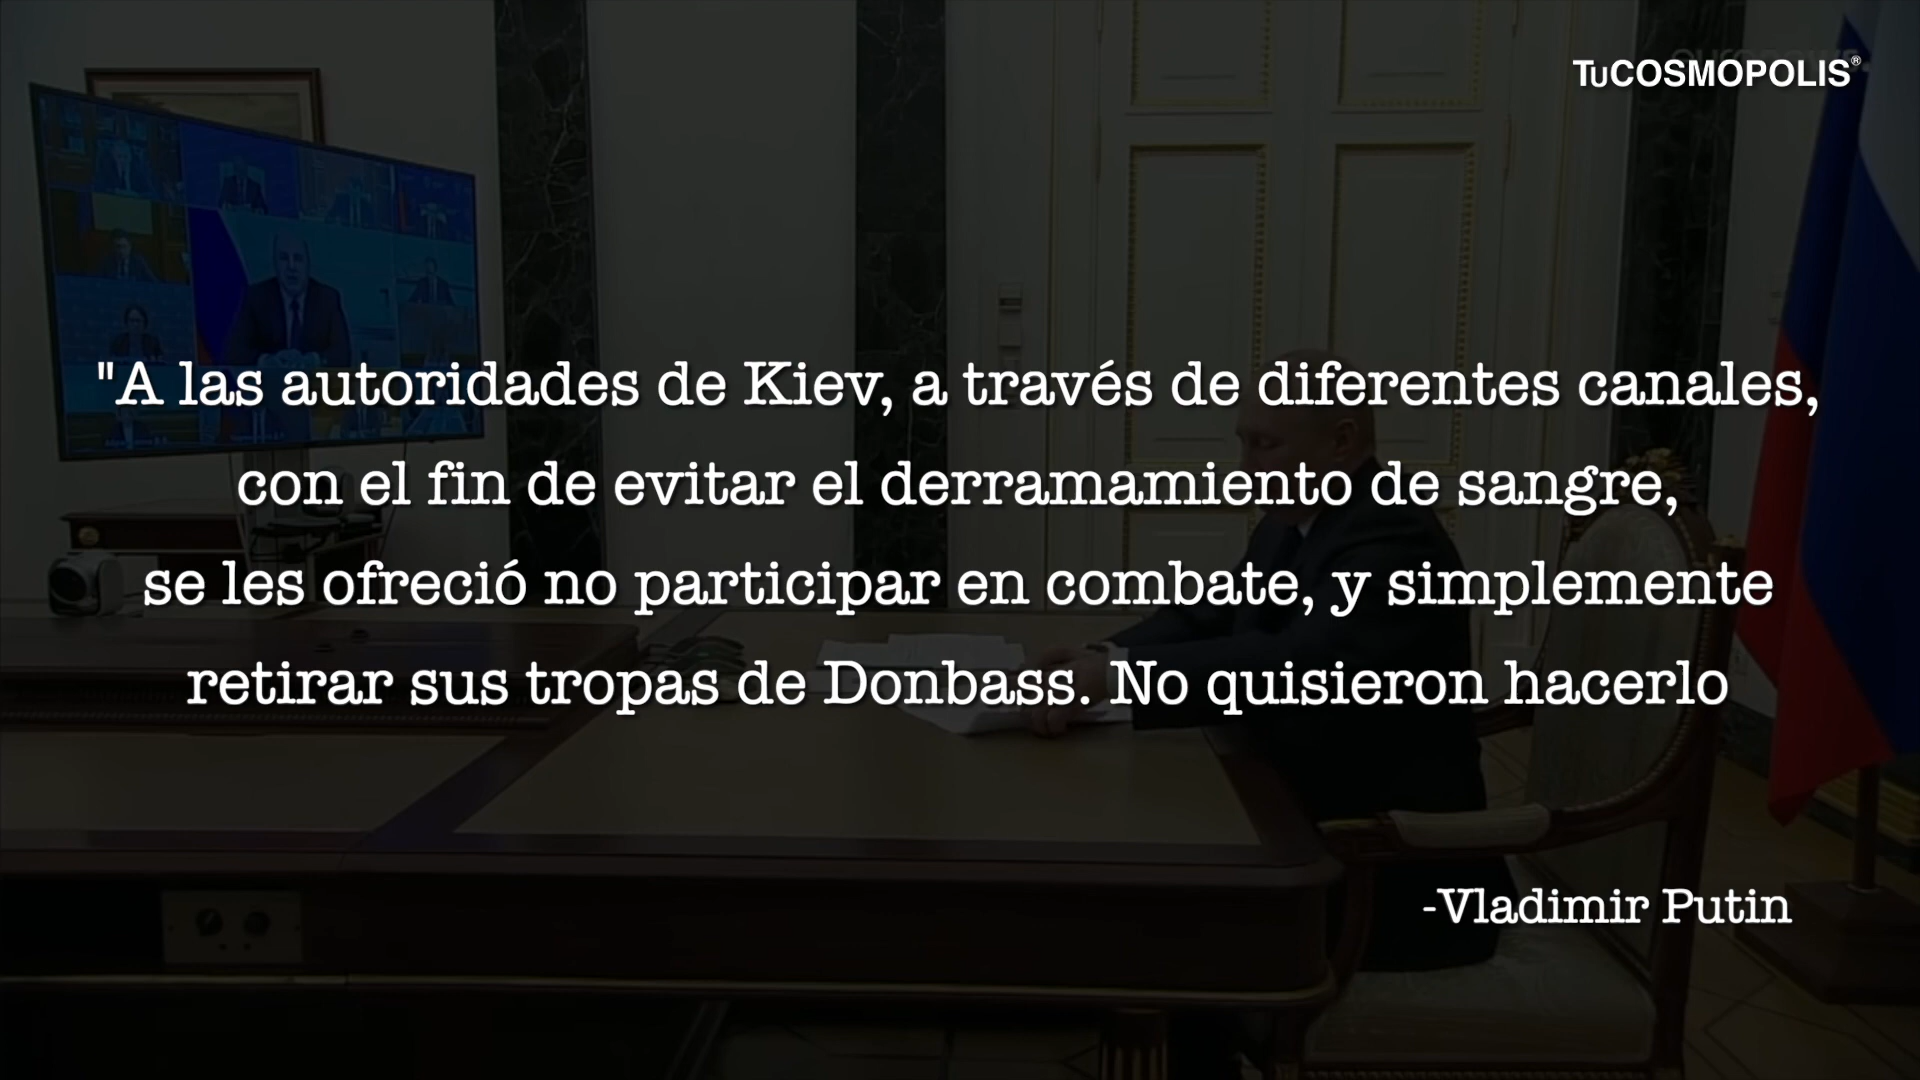 TuCOSMOPOLIS®
"A las autoridades de Kiev, a través de diferentes canales,
con el fin de evitar el derramamiento de sangre,
se les ofreció no participar en combate, y simplemente
retirar sus tropas de Donbass. No quisieron hacerlo
-Vladimir Putin